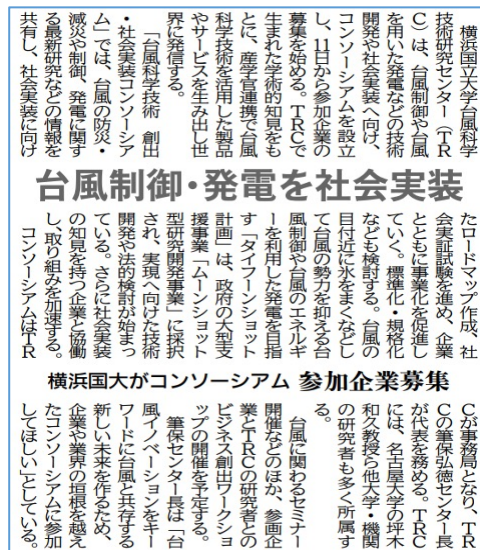 台風制御・発電を社会実装
横浜国大がコンソーシアム 参加企業募集
横浜国立大学台風科学
技術研究センター（TR
C）は、台風制御や台風
を用いた発電などの技術
開発や社会実装へ向け、
コンソーシアムを設立
し、11日から参加企業の
募集を始める。TRCで
生まれた学術的知見をも
とに、産学官連携で台風
科学技術を活用した製品
やサービスを生み出し世
界に発信する。
「台風科学技術　創出
・社会実装コンソーシア
ム」では、台風の防災・
減災や制御、発電に関す
る最新研究などの情報を
共有し、社会実装に向け
たロードマップ作成、社
会実証試験を進め、企業
とともに事業化を促進し
ていく。標準化・規格化
なども検討する。台風の
目付近に氷をまくなどし
て台風の勢力を抑える台
風制御や台風のエネルギ
ーを利用した発電を目指
す「タイフーンショット
計画」は、政府の大型支
援事業「ムーンショット
型研究開発事業」に採択
され、実現へ向けた技術
開発や法的検討が始まっ
ている。さらに社会実装
の知見を持つ企業と協働
し、取り組みを加速する。
コンソーシアムはTR
Cが事務局となり、TR
Cの筆保弘徳センター長
が代表を務める。TRC
には、名古屋大学の坪木
和久教授ら他大学・機関
の研究者も多く所属す
る。
台風に関わるセミナー
開催などのほか、参画企
業とTRCの研究者との
ビジネス創出ワークショ
ップの開催を予定する。
筆保センター長は「台
風イノベーションをキー
ワードに台風と共存する
新しい未来を作るため、
企業や業界の垣根を越え
たコンソーシアムに参加
してほしい」としている。